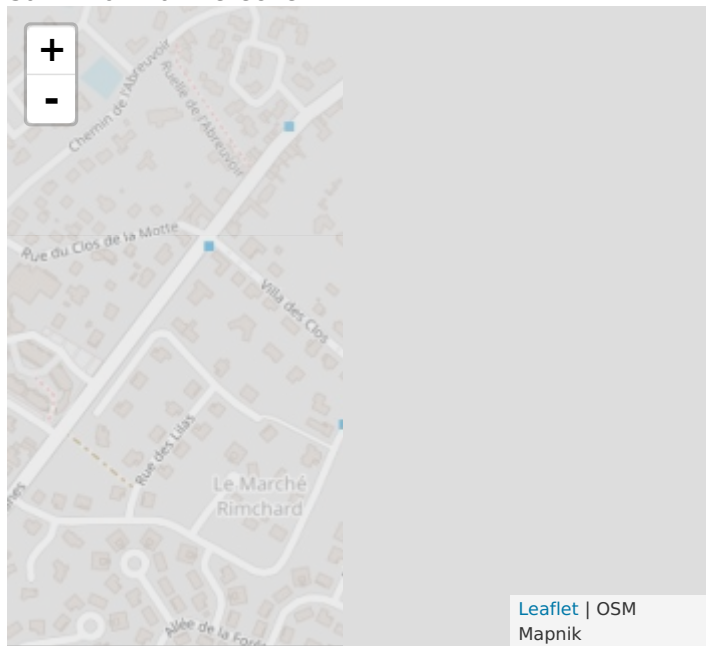 +
-
Chemin de l'Abreuvoir
Ruelle de l'Abreuvoir
Rue du Clos de la Motte
Villa des Clos
Rue des Lilas
Le Marché
Rimchard
Allée de la Forêt
Leaflet | OSM
Mapnik